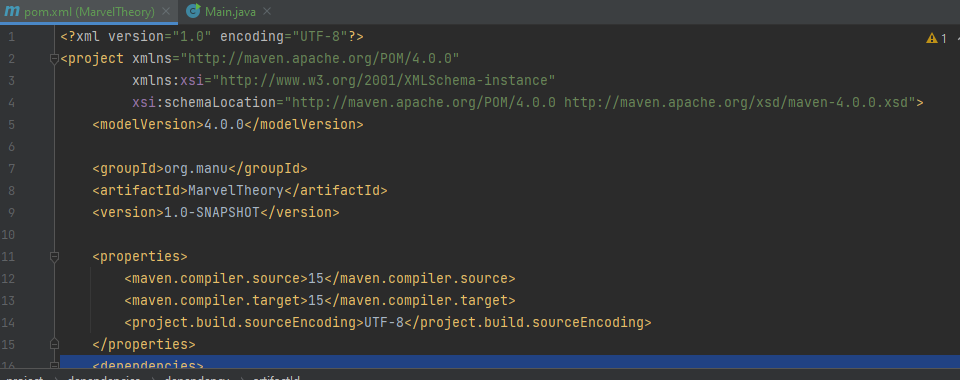 pom.xml (MarvelTheory) × Main.java ×
1 <?xml version="1.0" encoding="UTF-8"?> 1
2 <project xmlns="http://maven.apache.org/POM/4.0.0"
3 xmlns:xsi="http://www.w3.org/2001/XMLSchema-instance"
4 xsi:schemaLocation="http://maven.apache.org/POM/4.0.0 http://maven.apache.org/xsd/maven-4.0.0.xsd">
5 <modelVersion>4.0.0</modelVersion>
6
7 <groupId>org.manu</groupId>
8 <artifactId>MarvelTheory</artifactId>
9 <version>1.0-SNAPSHOT</version>
10
11 <properties>
12 <maven.compiler.source>15</maven.compiler.source>
13 <maven.compiler.target>15</maven.compiler.target>
14 <project.build.sourceEncoding>UTF-8</project.build.sourceEncoding>
15 </properties>
16 <dependencies>
project › dependencies › dependency › artifactId